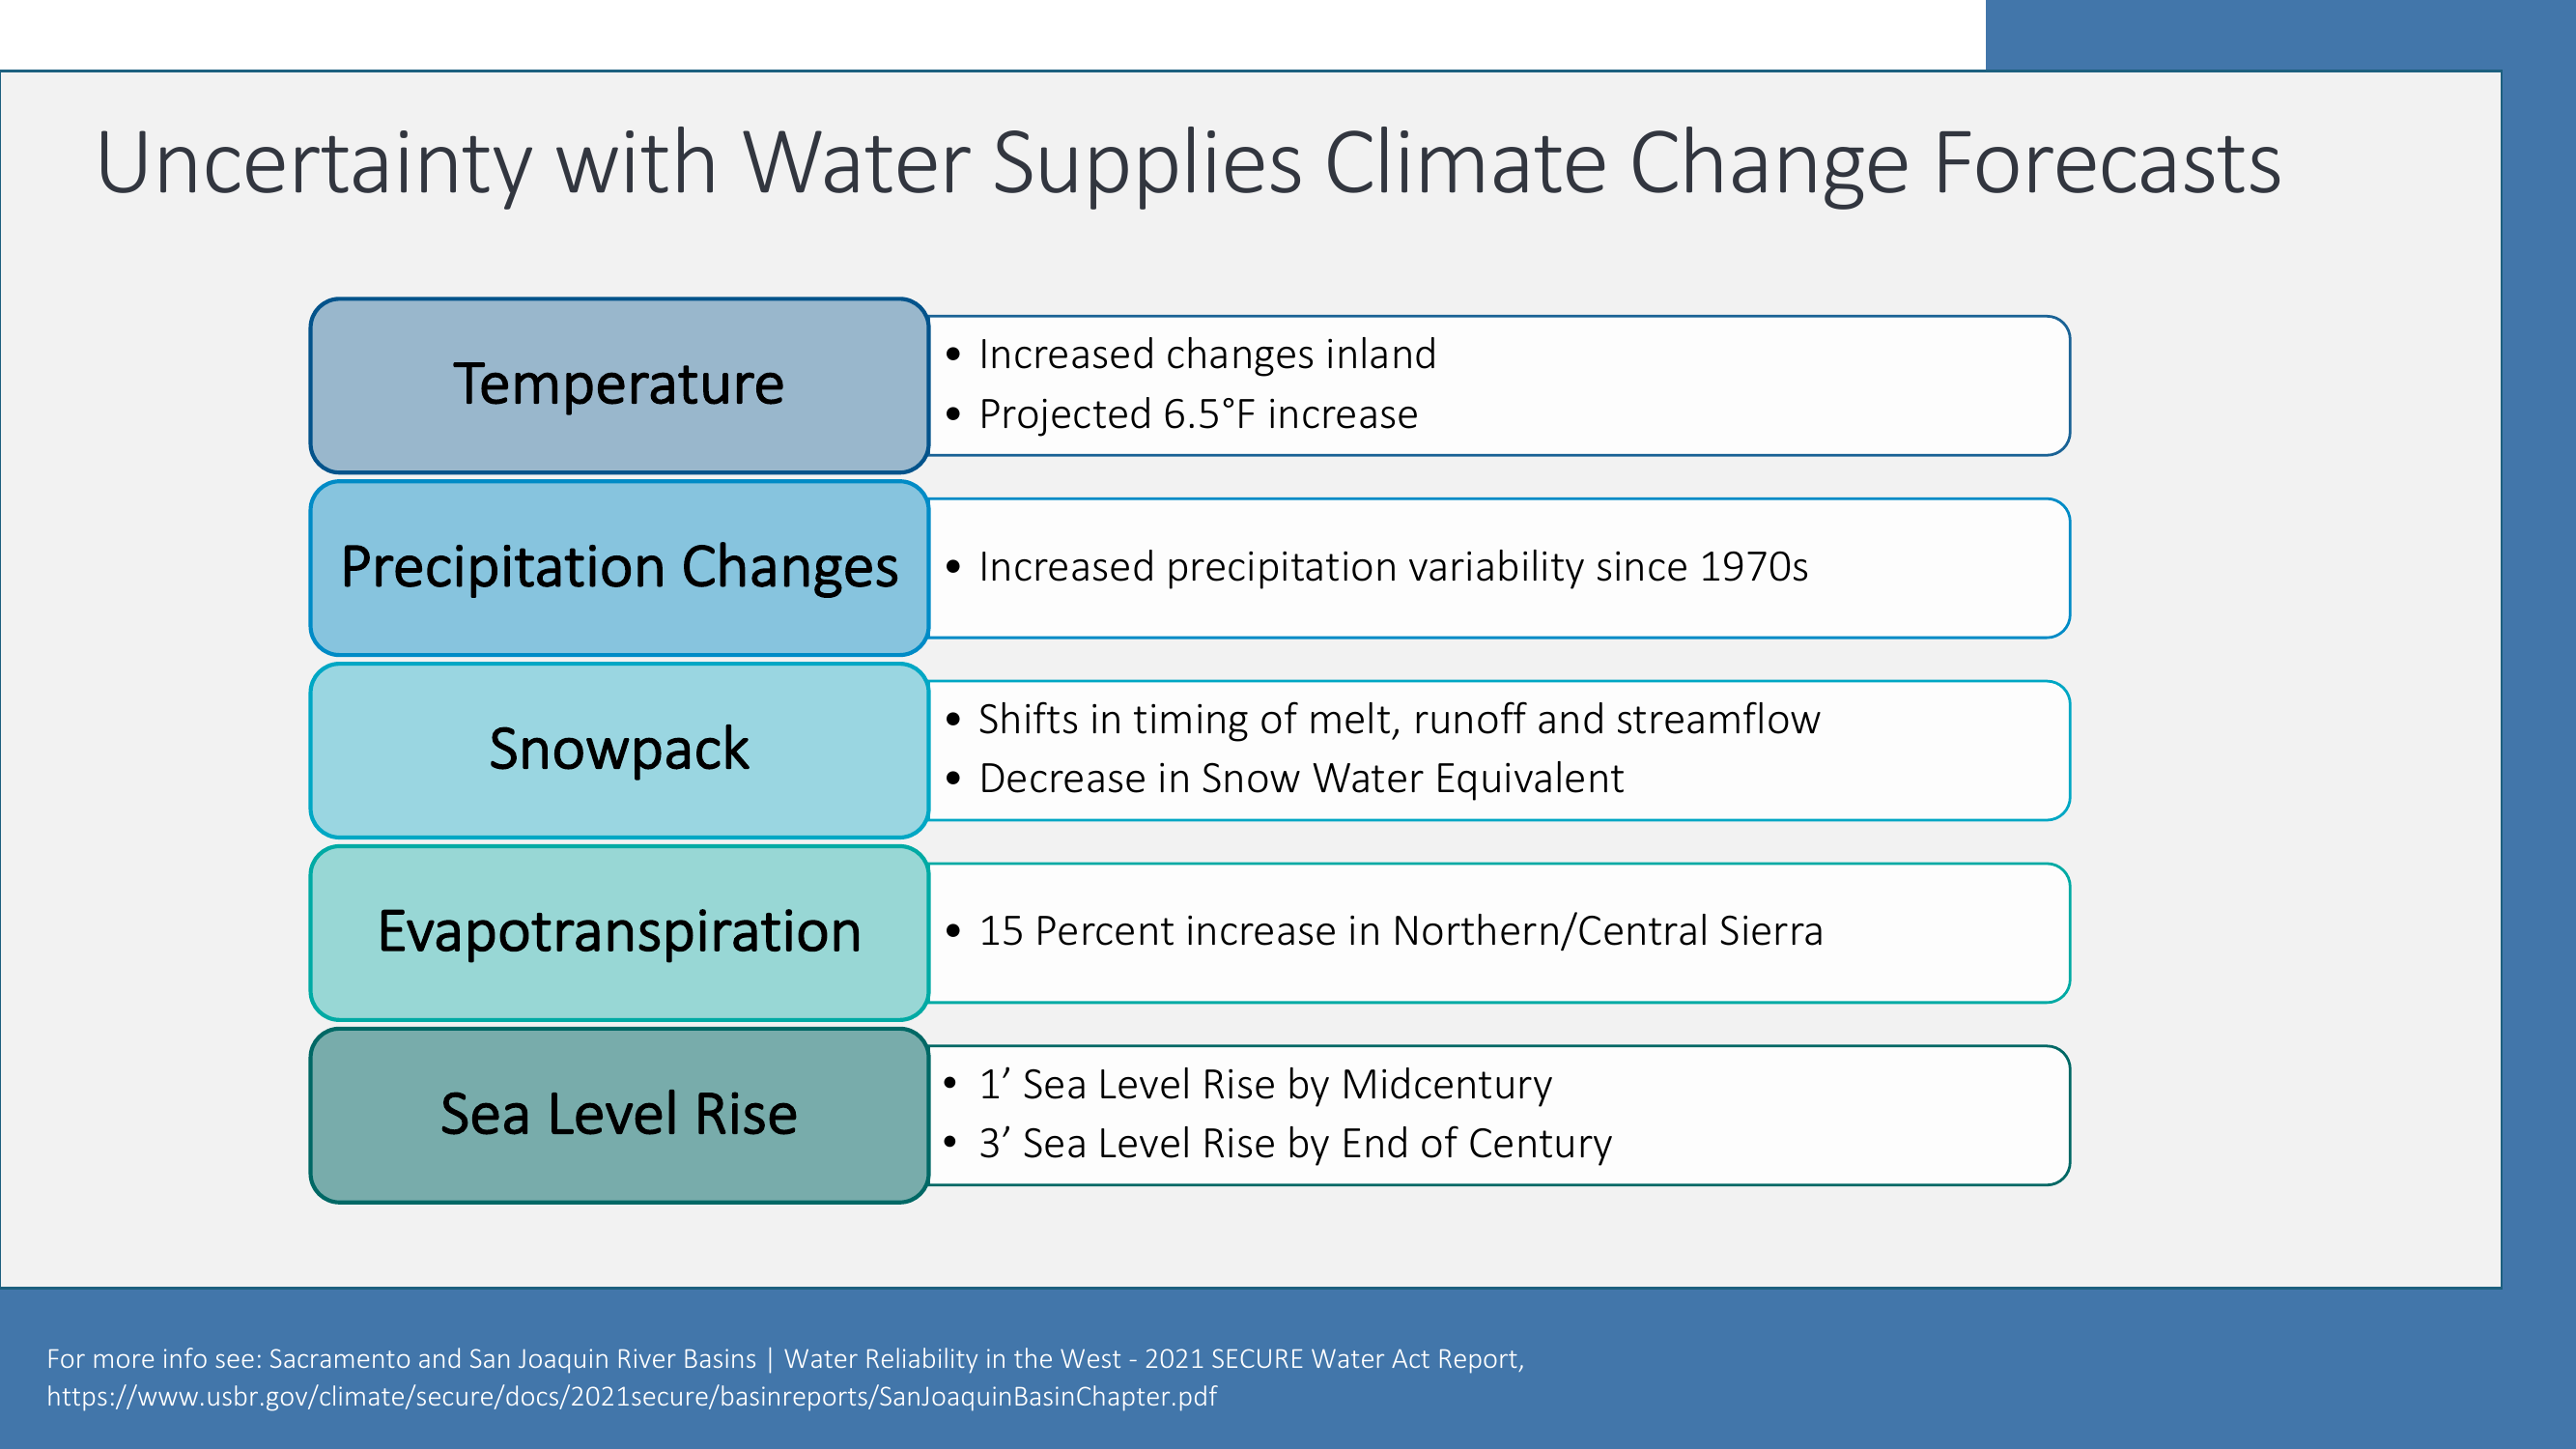 Uncertainty with Water Supplies Climate Change Forecasts
Temperature
• Increased changes inland
• Projected 6.5°F increase
Precipitation Changes
• Increased precipitation variability since 1970s
Snowpack
• Shifts in timing of melt, runoff and streamflow
• Decrease in Snow Water Equivalent
Evapotranspiration
• 15 Percent increase in Northern/Central Sierra
Sea Level Rise
• 1’ Sea Level Rise by Midcentury
• 3’ Sea Level Rise by End of Century
For more info see: Sacramento and San Joaquin River Basins | Water Reliability in the West - 2021 SECURE Water Act Report,
https://www.usbr.gov/climate/secure/docs/2021secure/basinreports/SanJoaquinBasinChapter.pdf